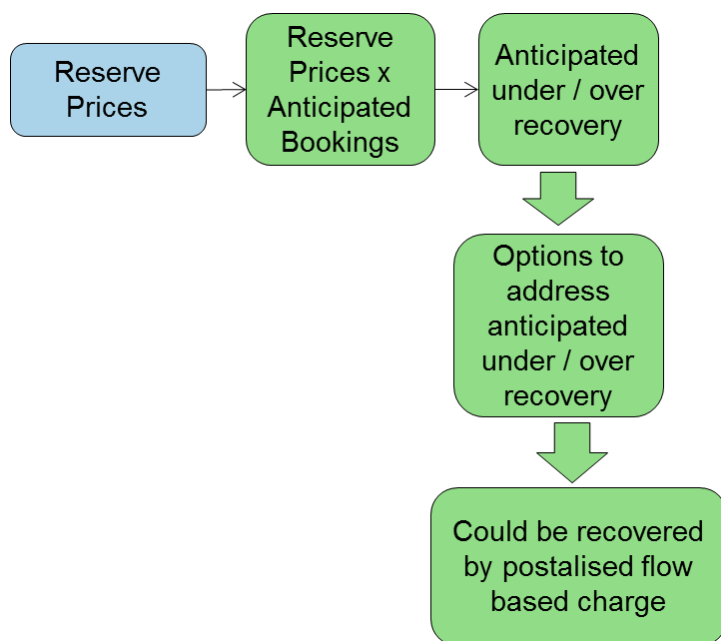 Reserve
Prices
Reserve
Prices x
Anticipated
Bookings
Anticipated
under / over
recovery
Options to
address
anticipated
under / over
recovery
Could be recovered
by postalised flow
based charge